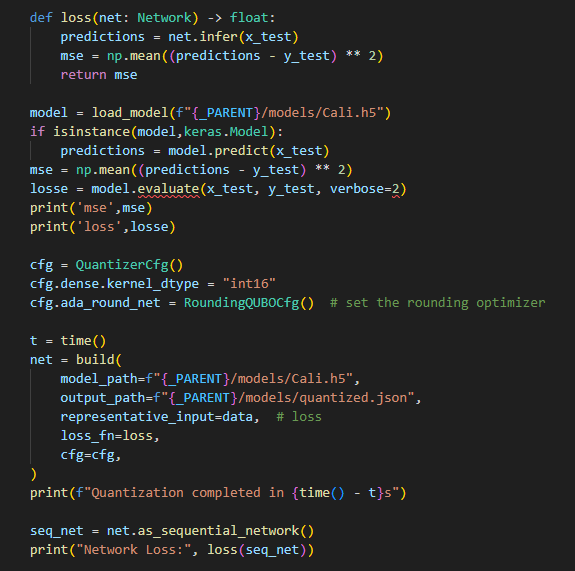 def loss(net: Network) -> float:
    predictions = net.infer(x_test)
    mse = np.mean((predictions - y_test) ** 2)
    return mse

model = load_model(f"{_PARENT}/models/Cali.h5")
if isinstance(model,keras.Model):
    predictions = model.predict(x_test)
mse = np.mean((predictions - y_test) ** 2)
losse = model.evaluate(x_test, y_test, verbose=2)
print('mse',mse)
print('loss',losse)

cfg = QuantizerCfg()
cfg.dense.kernel_dtype = "int16"
cfg.ada_round_net = RoundingQUBOCfg()  # set the rounding optimizer

t = time()
net = build(
    model_path=f"{_PARENT}/models/Cali.h5",
    output_path=f"{_PARENT}/models/quantized.json",
    representative_input=data,  # loss
    loss_fn=loss,
    cfg=cfg,
)
print(f"Quantization completed in {time() - t}s")

seq_net = net.as_sequential_network()
print("Network Loss:", loss(seq_net))